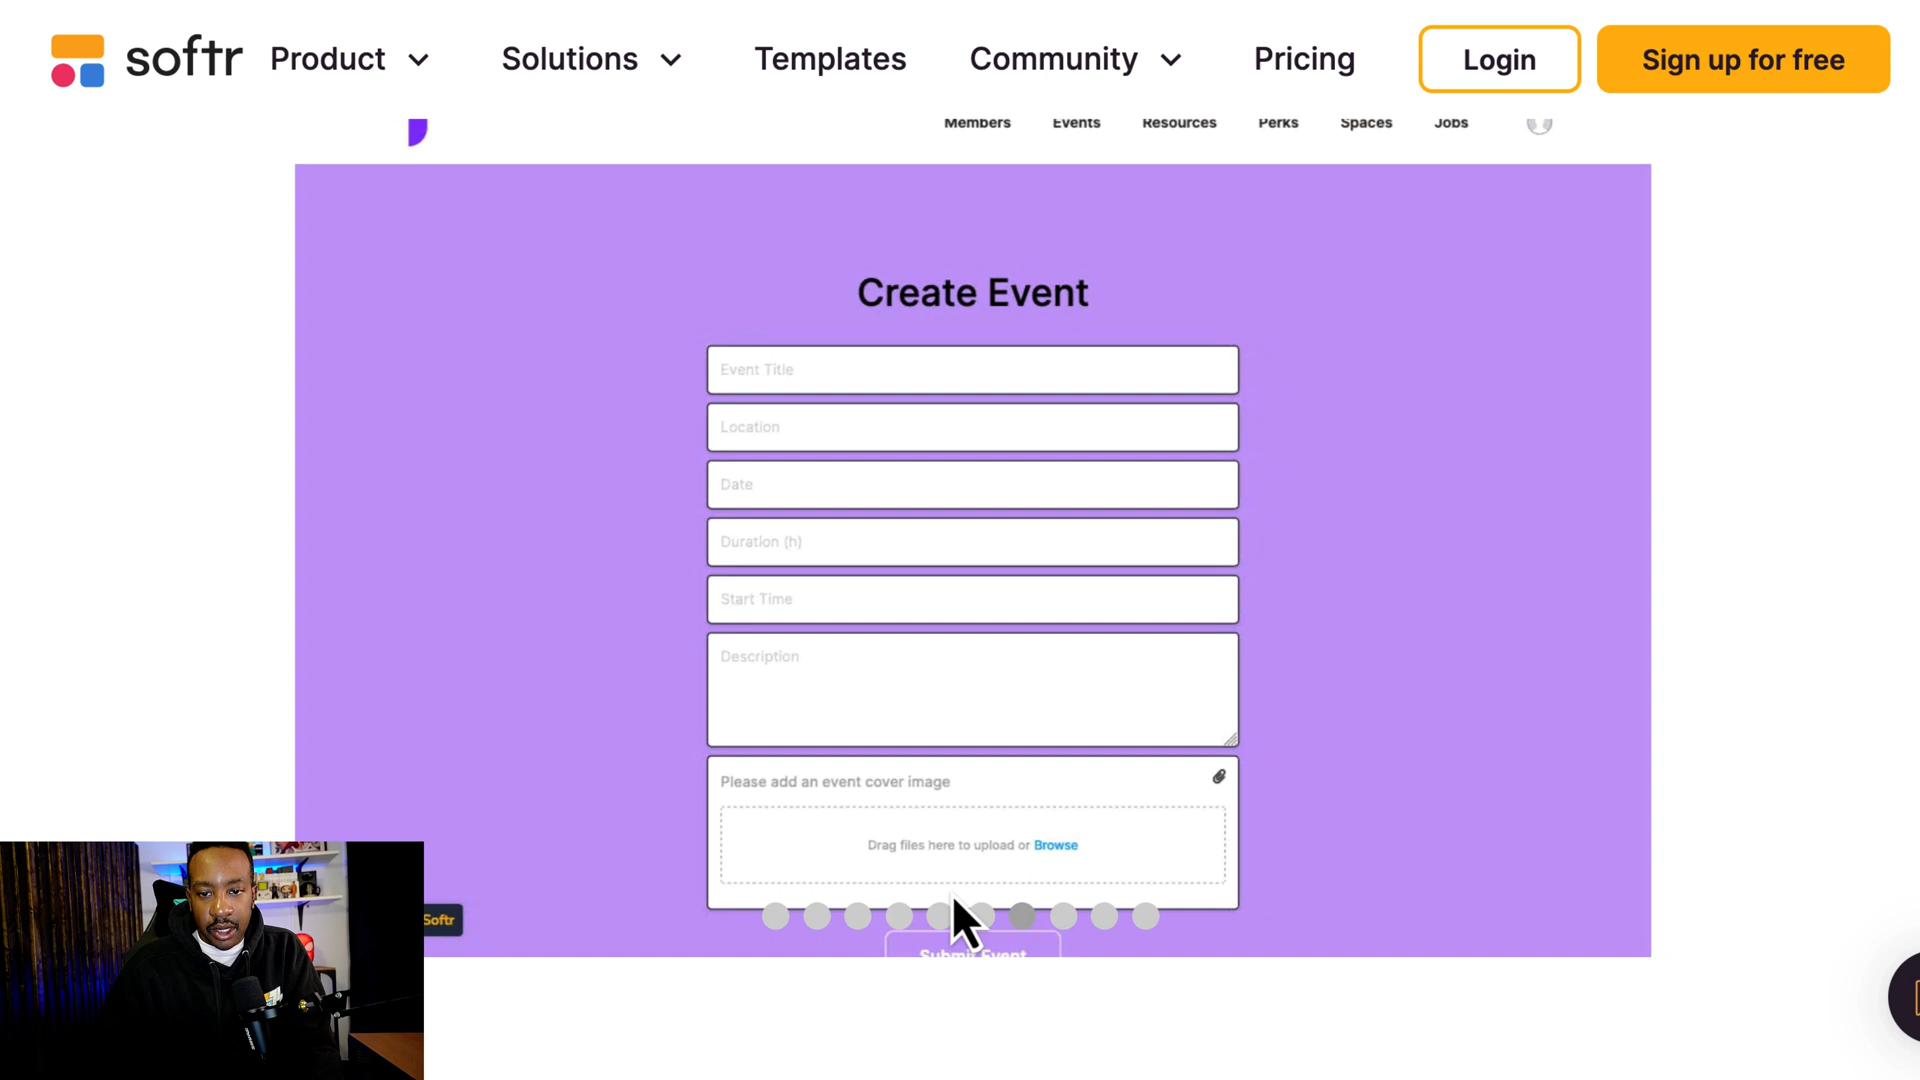 softr Product Solutions Templates Community Pricing Login Sign up for free
Members Events Resources Perks Spaces Jobs
Create Event
Event Title
Location
Date
Duration (h)
Start Time
Description
Please add an event cover image
Drag files here to upload or Browse
Softr
Submit Event